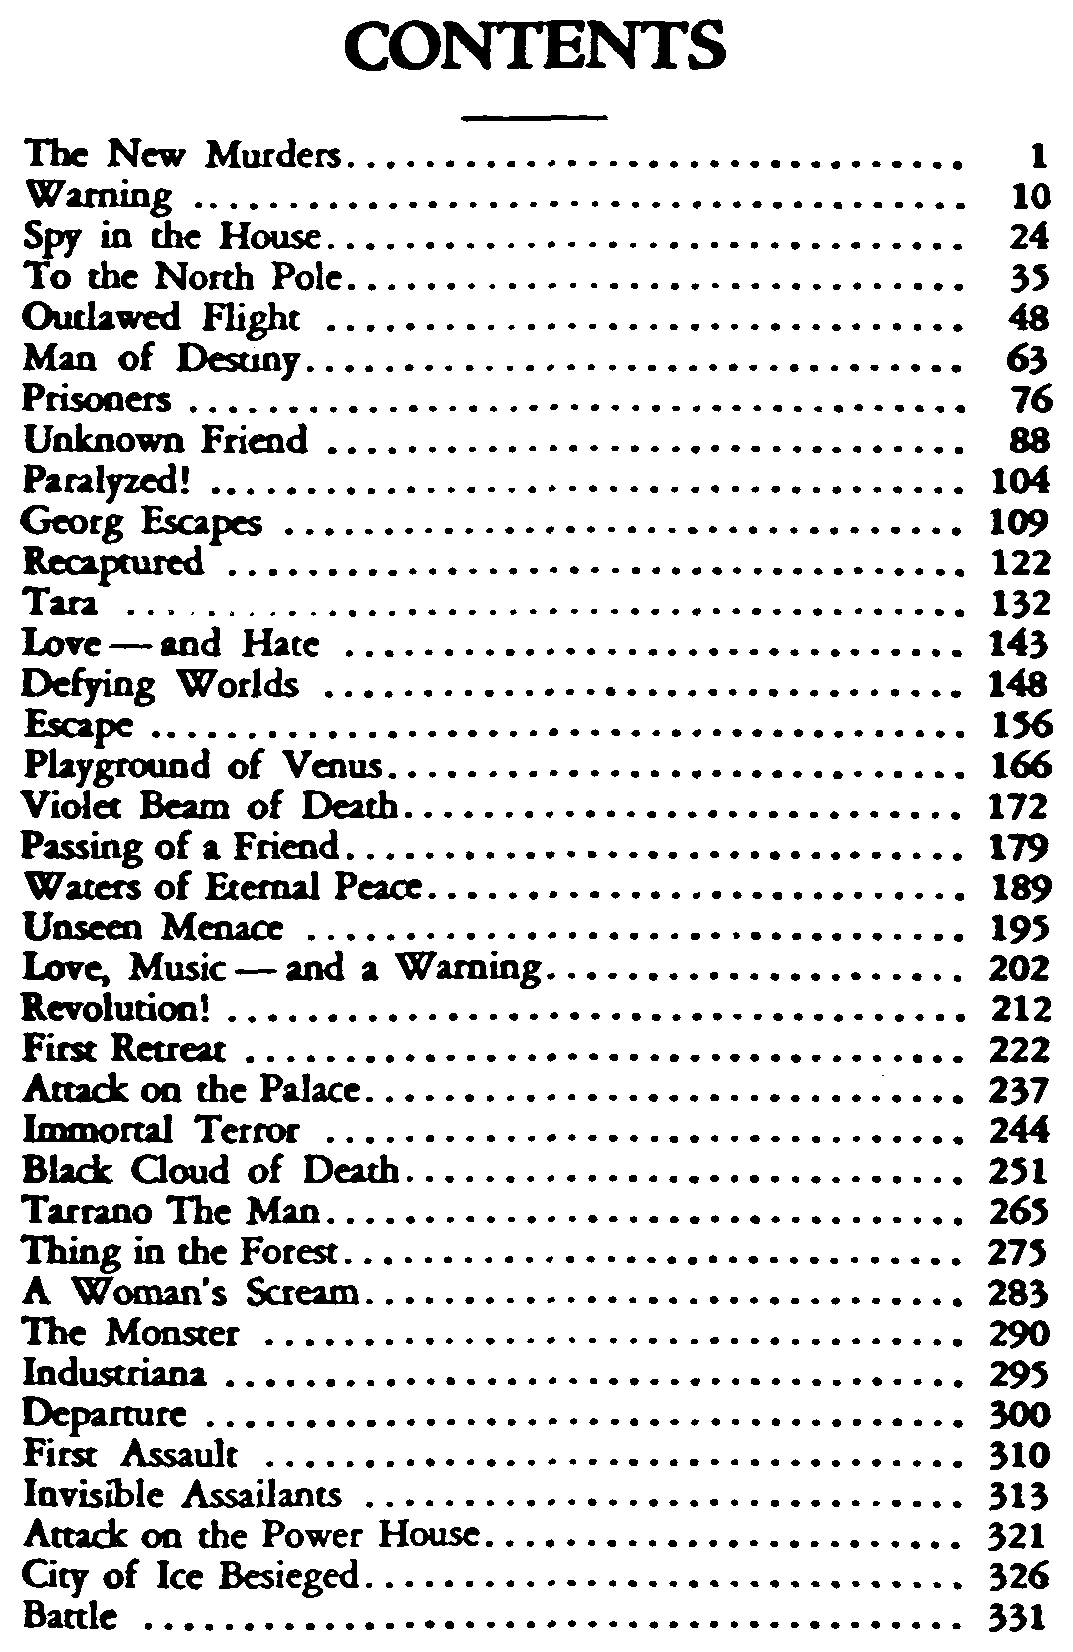 CONTENTS
The New Murders 1
Warning 10
Spy in the House 24
To the North Pole 35
Outlawed Flight 48
Man of Destiny 63
Prisoners 76
Unknown Friend 88
Paralyzed! 104
Georg Escapes 109
Recaptured 122
Tara 132
Love — and Hate 143
Defying Worlds 148
Escape 156
Playground of Venus 166
Violet Beam of Death 172
Passing of a Friend 179
Waters of Eternal Peace 189
Unseen Menace 195
Love, Music — and a Warning 202
Revolution! 212
First Retreat 222
Attack on the Palace 237
Immortal Terror 244
Black Cloud of Death 251
Tarrano The Man 265
Thing in the Forest 275
A Woman's Scream 283
The Monster 290
Industriana 295
Departure 300
First Assault 310
Invisible Assailants 313
Attack on the Power House 321
City of Ice Besieged 326
Battle 331